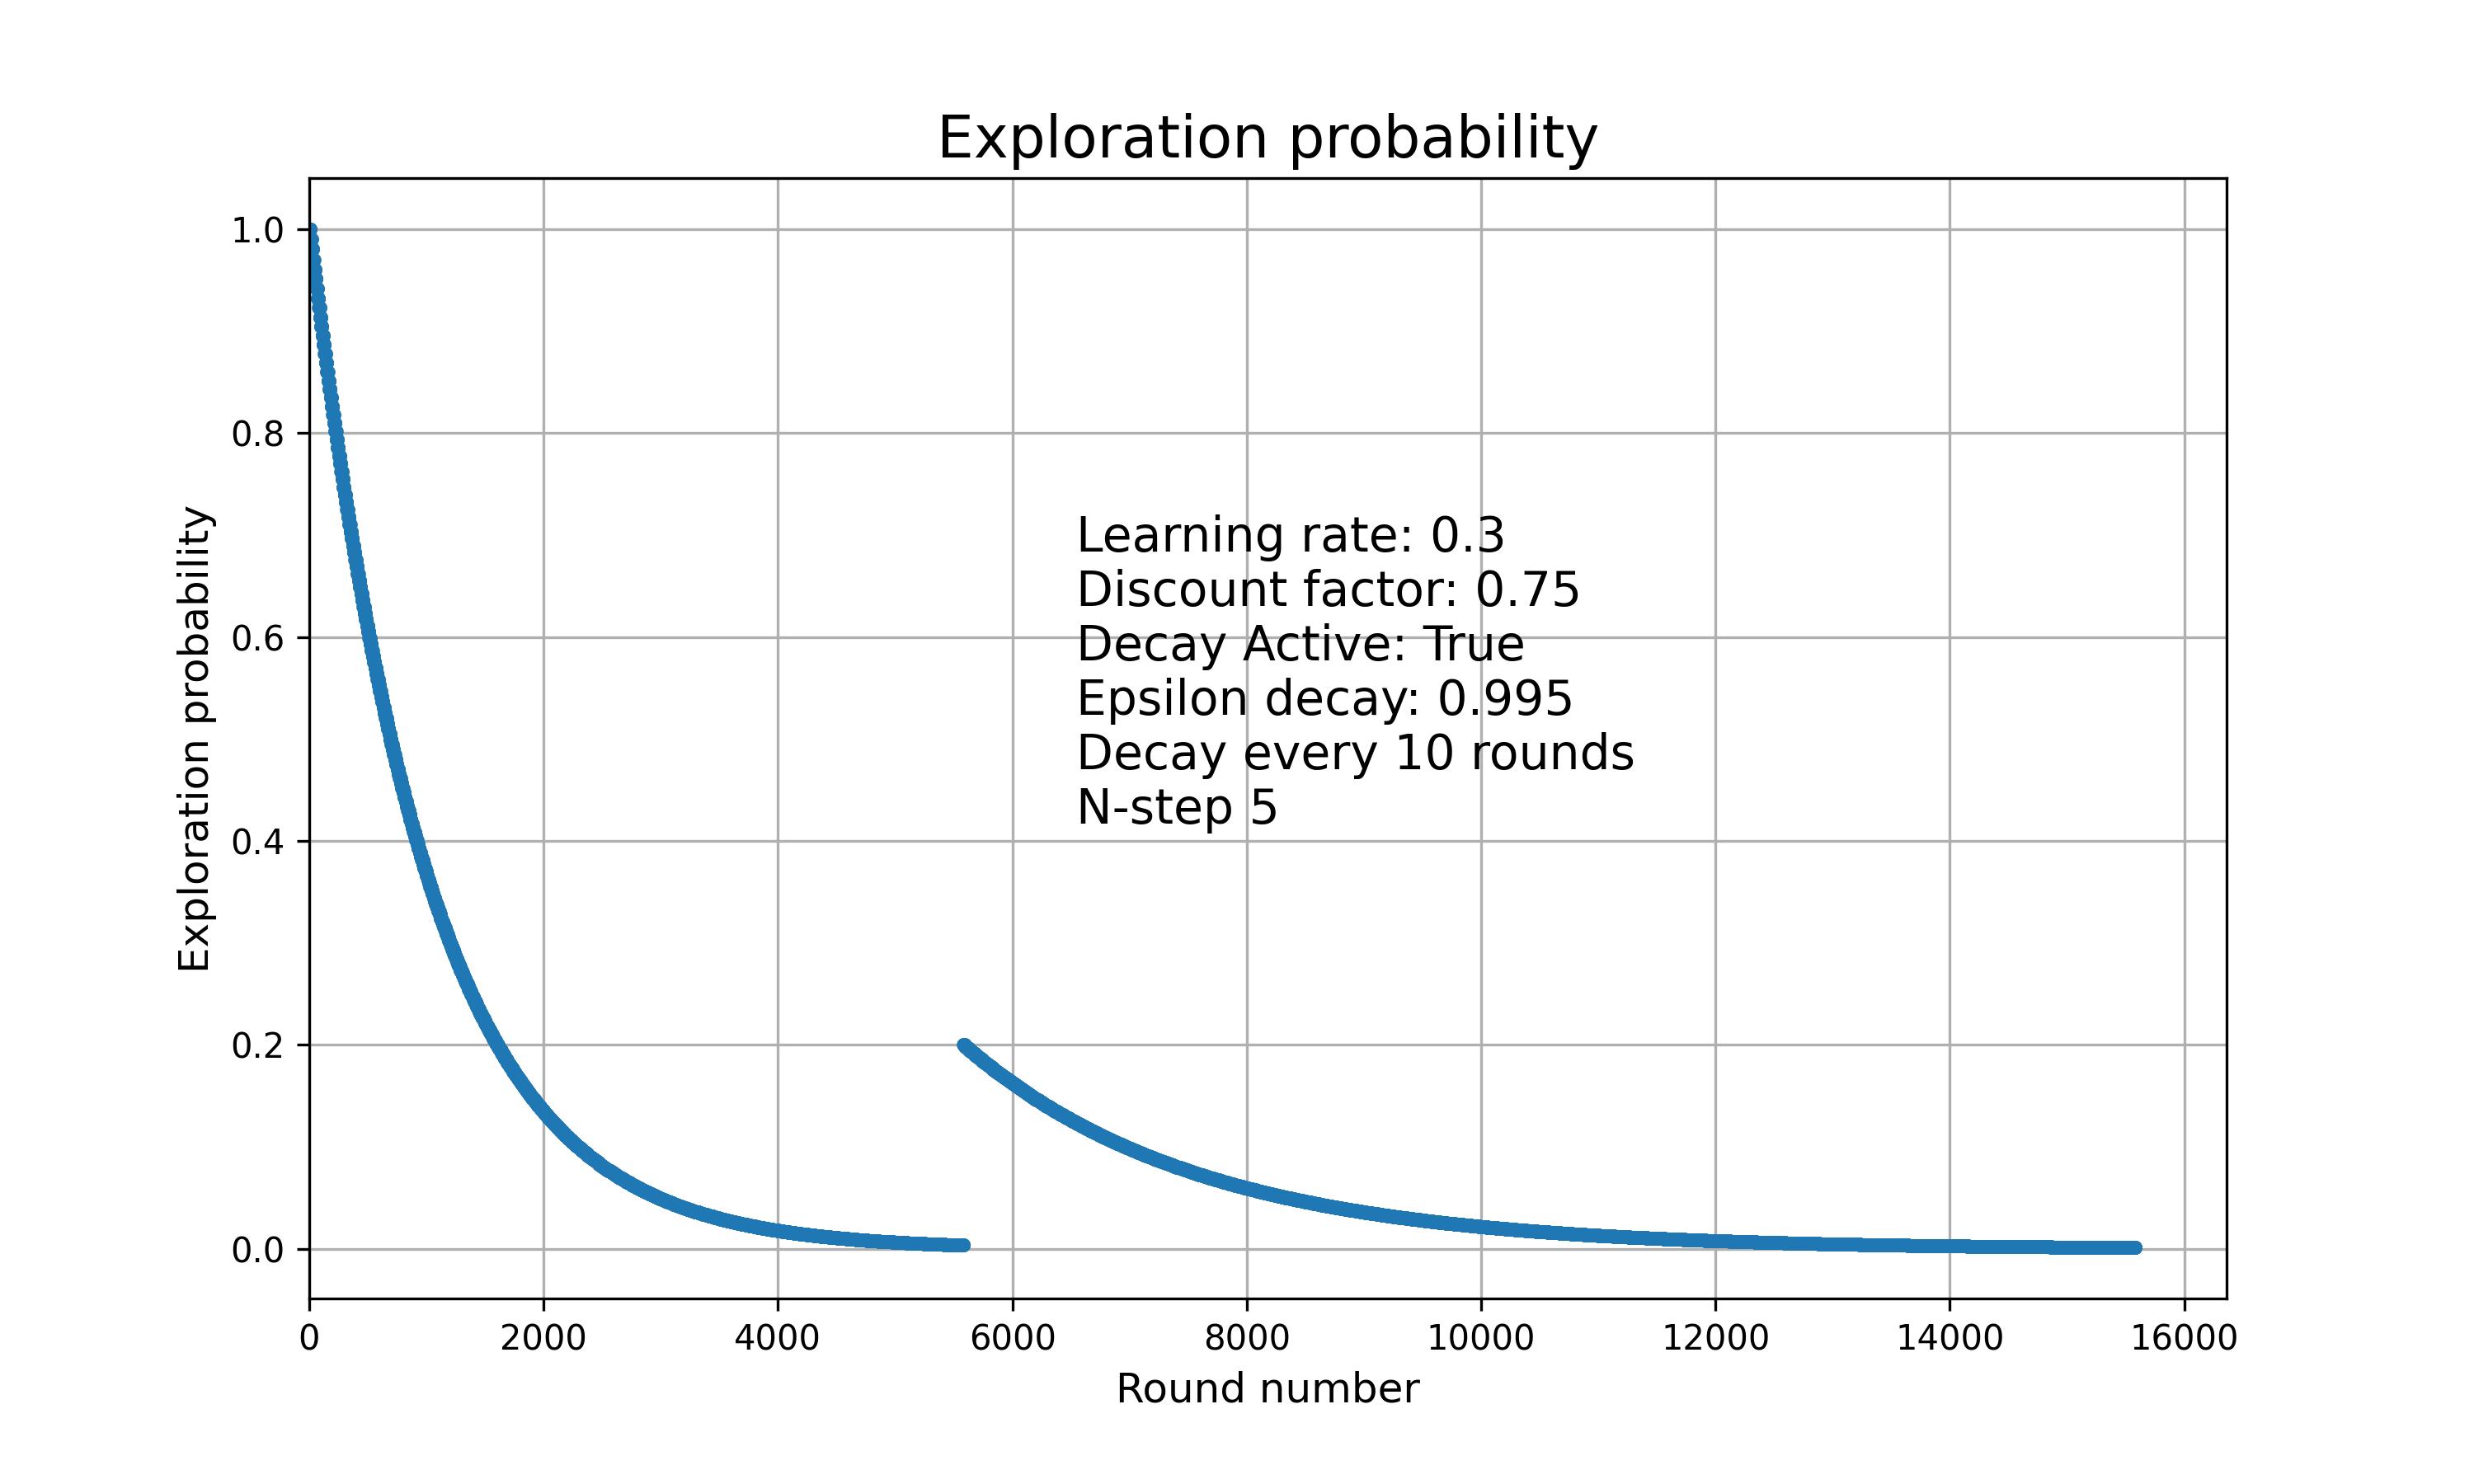 Exploration probability
Exploration probability
1.0
0.8
0.6
0.4
0.2
0.0
Learning rate: 0.3
Discount factor: 0.75
Decay Active: True
Epsilon decay: 0.995
Decay every 10 rounds
N-step 5
0 2000 4000 6000 8000 10000 12000 14000 16000
Round number